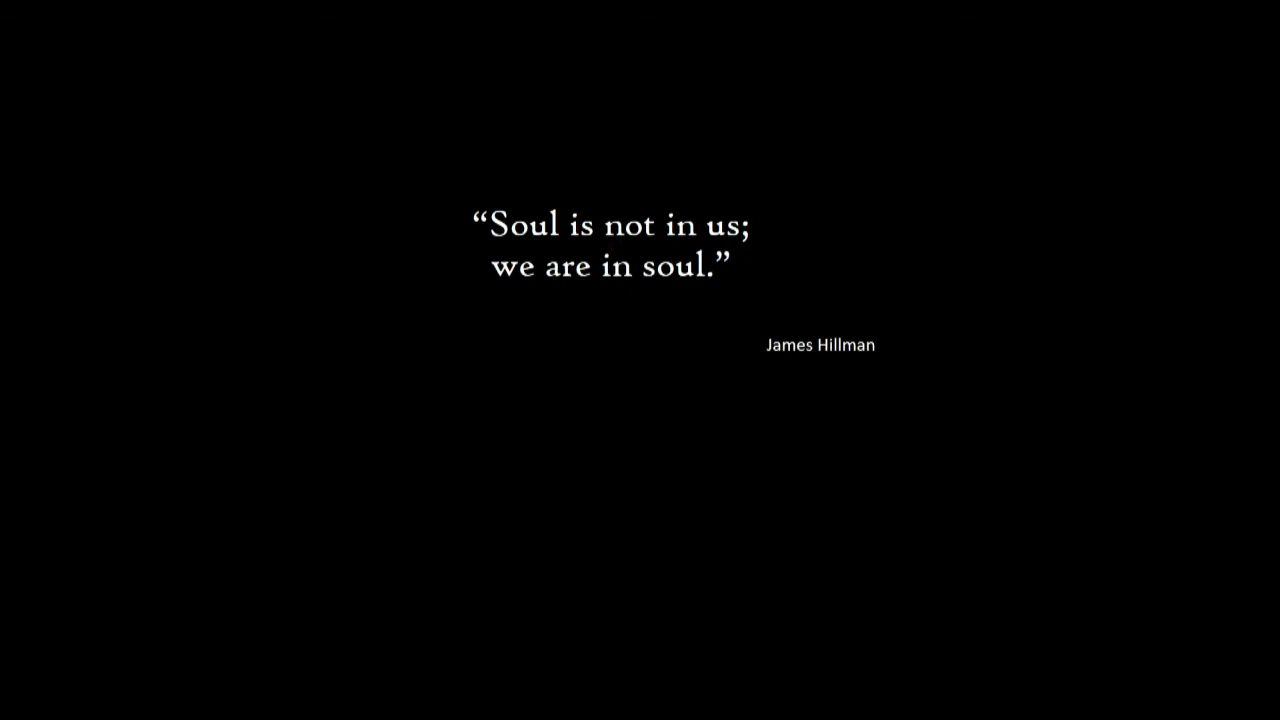 “Soul is not in us;
we are in soul.”
James Hillman